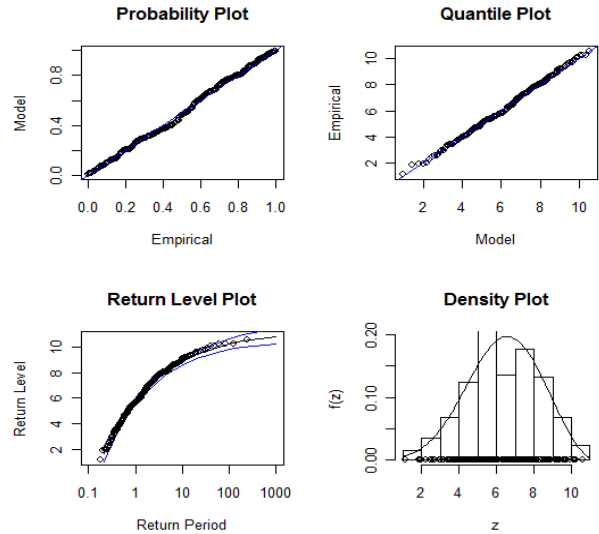 Probability Plot
Model
0.0 0.4 0.8
0.0 0.2 0.4 0.6 0.8 1.0
Empirical
Quantile Plot
Empirical
2 4 6 8 10
2 4 6 8 10
Model
Return Level Plot
Return Level
2 4 6 8 10
0.1 1 10 100 1000
Return Period
Density Plot
f(z)
0.00 0.10 0.20
2 4 6 8 10
z